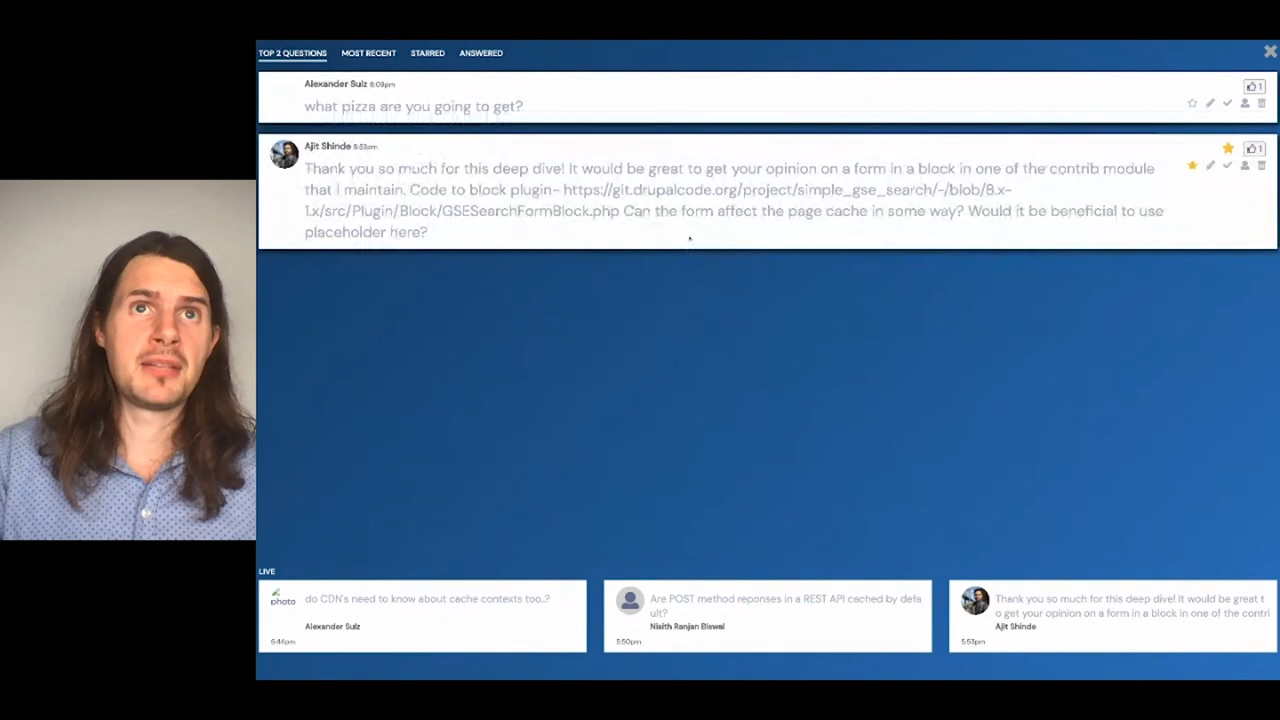 TOP 2 QUESTIONS MOST RECENT STARRED ANSWERED
Alexander Sulz 6:09pm
1
what pizza are you going to get?
Ajit Shinde 5:53pm
1
Thank you so much for this deep dive! It would be great to get your opinion on a form in a block in one of the contrib module
that I maintain. Code to block plugin- https://git.drupalcode.org/project/simple_gse_search/-/blob/8.x-
1.x/src/Plugin/Block/GSESearchFormBlock.php Can the form affect the page cache in some way? Would it be beneficial to use
placeholder here?
LIVE
photo
do CDN's need to know about cache contexts too..?
Alexander Sulz
5:44pm
Are POST method reponses in a REST API cached by defa
ult?
Nisith Ranjan Biswal
5:50pm
Thank you so much for this deep dive! It would be great t
o get your opinion on a form in a block in one of the contri
Ajit Shinde
5:53pm